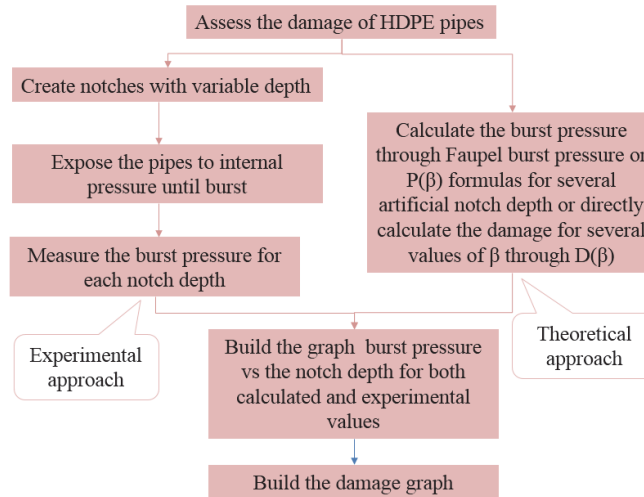 Assess the damage of HDPE pipes
Create notches with variable depth
Expose the pipes to internal
pressure until burst
Measure the burst pressure for
each notch depth
Experimental
approach
Calculate the burst pressure
through Faupel burst pressure or
P(β) formulas for several
artificial notch depth or directly
calculate the damage for several
values of β through D(β)
Theoretical
approach
Build the graph burst pressure
vs the notch depth for both
calculated and experimental
values
Build the damage graph